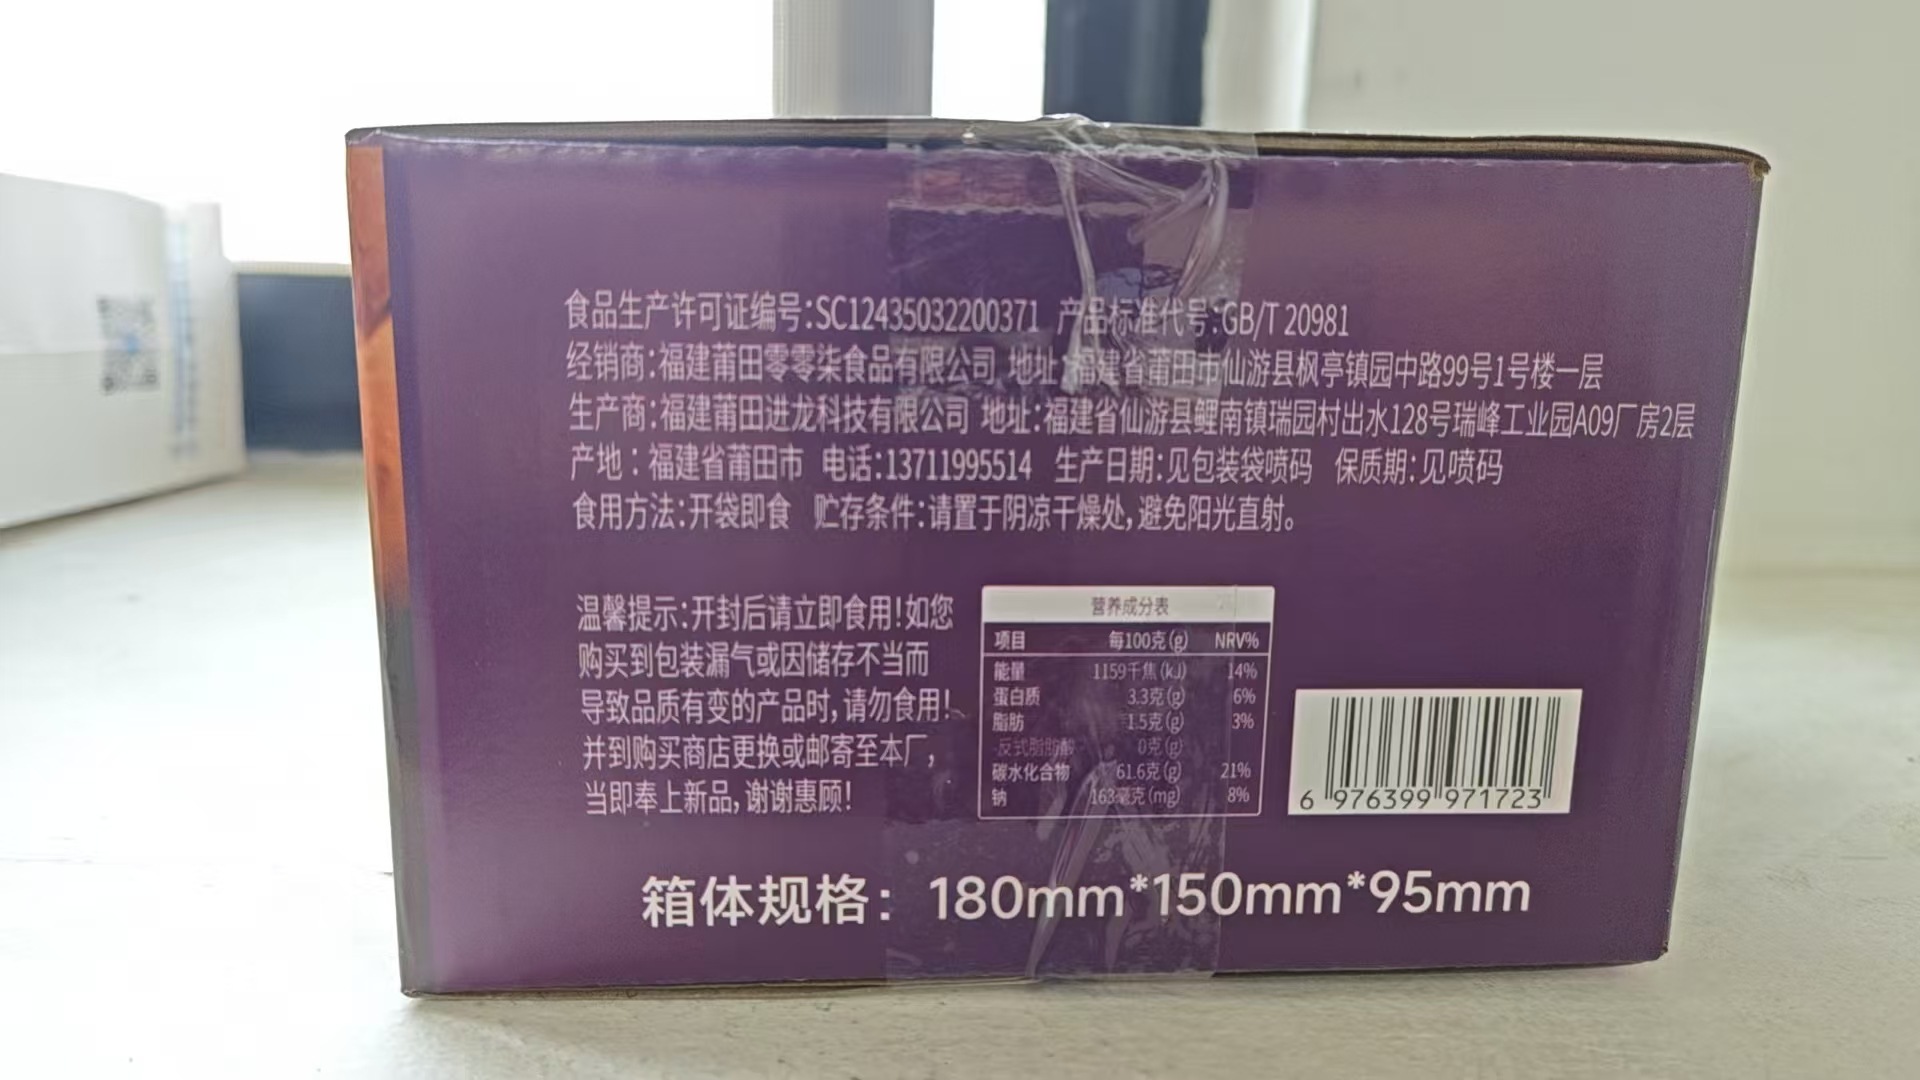 食品生产许可证编号:SC12435032200371 产品标准代号:GB/T 20981
经销商:福建莆田零零柒食品有限公司 地址:福建省莆田市仙游县枫亭镇园中路99号1号楼一层
生产商:福建莆田进龙科技有限公司 地址:福建省仙游县鲤南镇瑞园村出水128号瑞峰工业园A09厂房2层
产地：福建省莆田市 电话:13711995514 生产日期:见包装袋喷码 保质期:见喷码
食用方法:开袋即食 贮存条件:请置于阴凉干燥处,避免阳光直射。
温馨提示:开封后请立即食用!如您
购买到包装漏气或因储存不当而
导致品质有变的产品时,请勿食用!
并到购买商店更换或邮寄至本厂，
当即奉上新品,谢谢惠顾!
营养成分表
项目 每100克(g) NRV%
能量 1159千焦(kJ) 14%
蛋白质 3.3克(g) 6%
脂肪 1.5克(g) 3%
-反式脂肪酸 0克(g)
碳水化合物 61.6克(g) 21%
钠 163毫克(mg) 8%
6 976399 971723
箱体规格：180mm*150mm*95mm